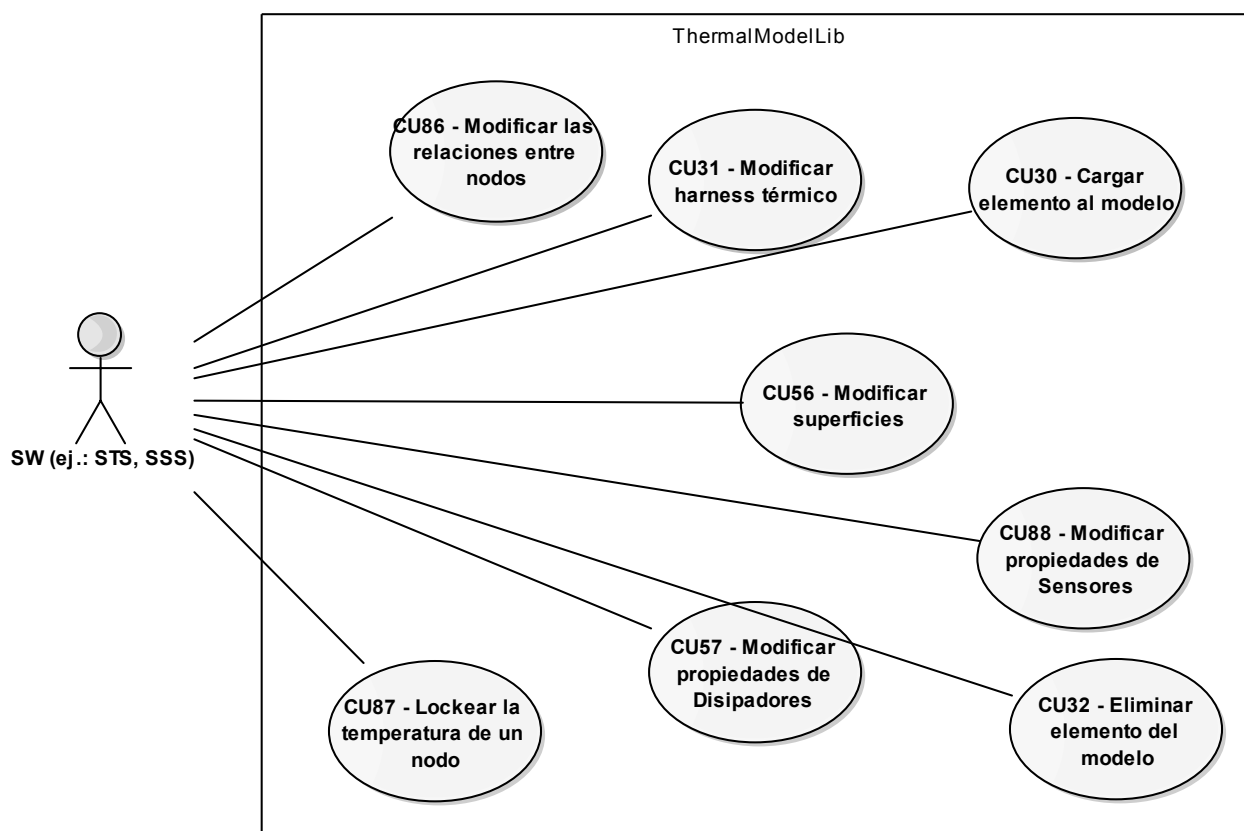 ThermalModelLib
CU86 - Modificar las
relaciones entre
nodos
CU31 - Modificar
harness térmico
CU30 - Cargar
elemento al modelo
SW (ej.: STS, SSS)
CU56 - Modificar
superficies
CU88 - Modificar
propiedades de
Sensores
CU57 - Modificar
propiedades de
Disipadores
CU87 - Lockear la
temperatura de un
nodo
CU32 - Eliminar
elemento del
modelo